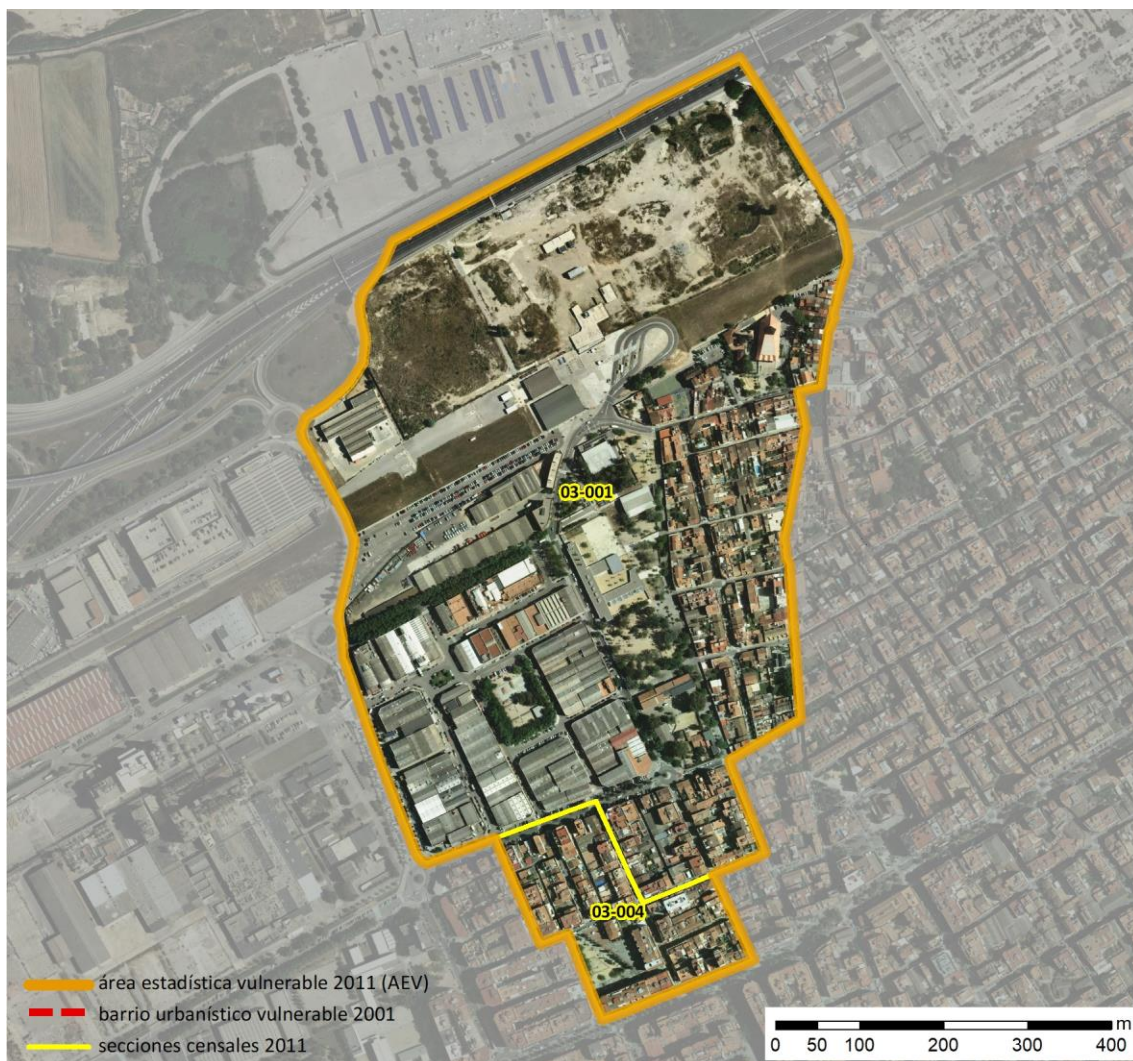 03-001
03-004
área estadística vulnerable 2011 (AEV)
barrio urbanístico vulnerable 2001
secciones censales 2011
m
0 50 100 200 300 400